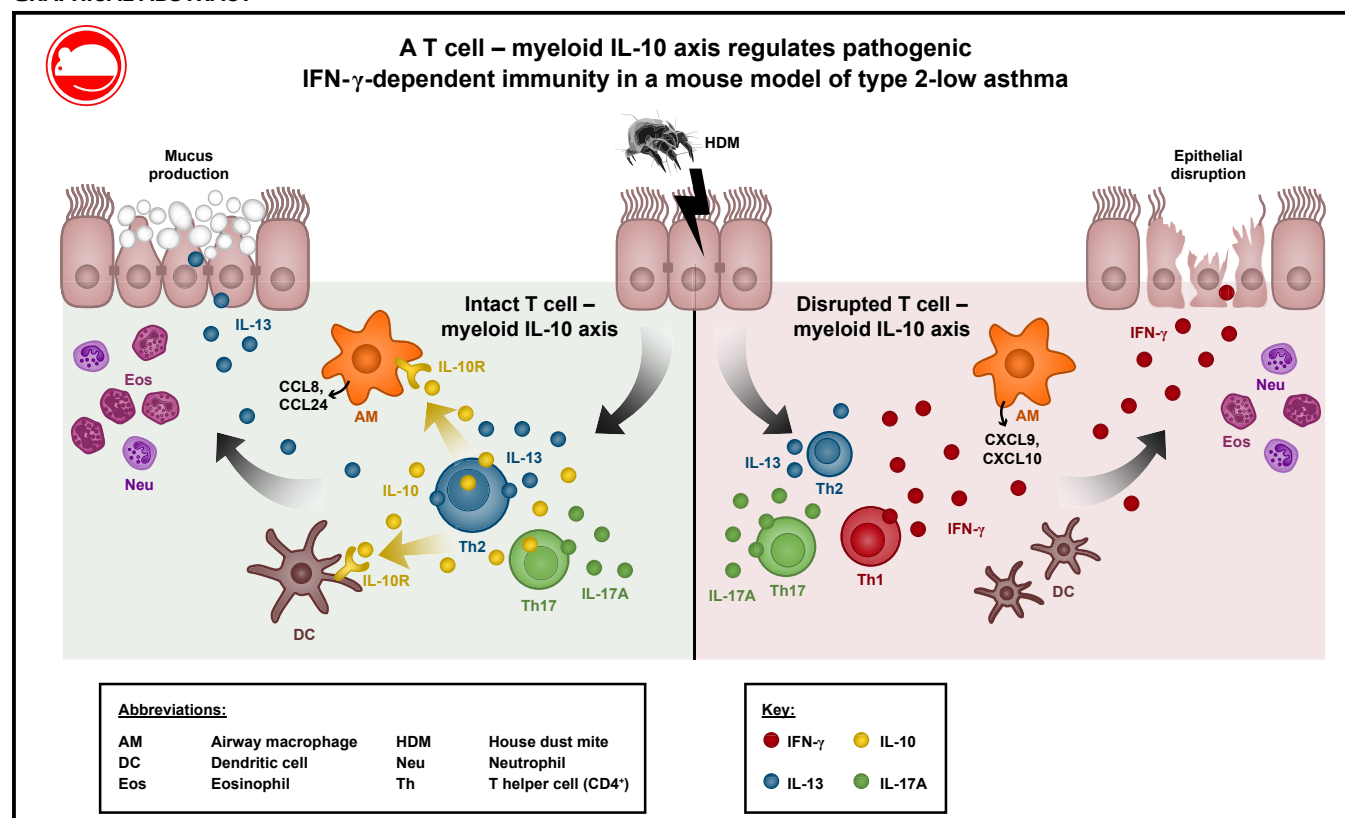 GRAPHICAL ABSTRACT
A T cell – myeloid IL-10 axis regulates pathogenic
IFN-γ-dependent immunity in a mouse model of type 2-low asthma
HDM
Mucus
production
Epithelial
disruption
Intact T cell –
myeloid IL-10 axis
IL-13
Eos
Neu
CCL8,
CCL24
IL-10R
AM
IL-13
IL-10
Th2
IL-10R
DC
Th17
IL-17A
Disrupted T cell –
myeloid IL-10 axis
IFN-γ
AM
CXCL9,
CXCL10
Neu
Eos
IL-13
Th2
IFN-γ
IL-17A
Th17
Th1
DC
Abbreviations:
AM Airway macrophage HDM House dust mite
DC Dendritic cell Neu Neutrophil
Eos Eosinophil Th T helper cell (CD4⁺)
Key:
IFN-γ IL-10
IL-13 IL-17A